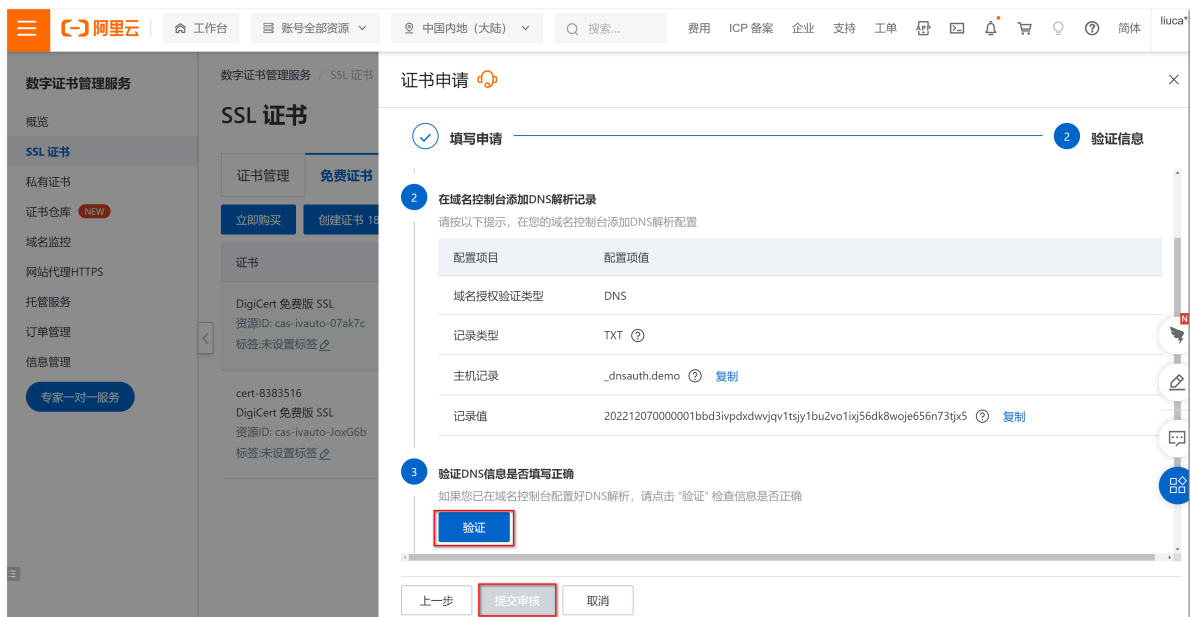 阿里云
工作台
账号全部资源
中国内地（大陆）
搜索...
费用
ICP 备案
企业
支持
工单
简体
liuca*
数字证书管理服务
概览
SSL 证书
私有证书
证书仓库 NEW
域名监控
网站代理HTTPS
托管服务
订单管理
信息管理
专家一对一服务
数字证书管理服务 / SSL 证书
SSL 证书
证书管理
免费证书
立即购买
创建证书 18
证书
DigiCert 免费版 SSL
资源ID: cas-ivauto-07ak7c
标签:未设置标签
cert-8383516
DigiCert 免费版 SSL
资源ID: cas-ivauto-JoxG6b
标签:未设置标签
证书申请
填写申请
2 验证信息
2 在域名控制台添加DNS解析记录
请按以下提示，在您的域名控制台添加DNS解析配置
配置项目 配置项值
域名授权验证类型 DNS
记录类型 TXT
主机记录 _dnsauth.demo 复制
记录值 202212070000001bbd3ivpdxdwvjqv1tsjy1bu2vo1ixj56dk8woje656n73tjx5 复制
3 验证DNS信息是否填写正确
如果您已在域名控制台配置好DNS解析，请点击 “验证” 检查信息是否正确
验证
上一步
提交审核
取消
N